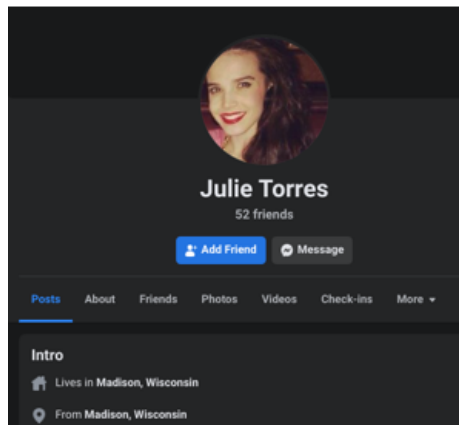 Julie Torres
52 friends
Add Friend Message
Posts About Friends Photos Videos Check-ins More
Intro
Lives in Madison, Wisconsin
From Madison, Wisconsin